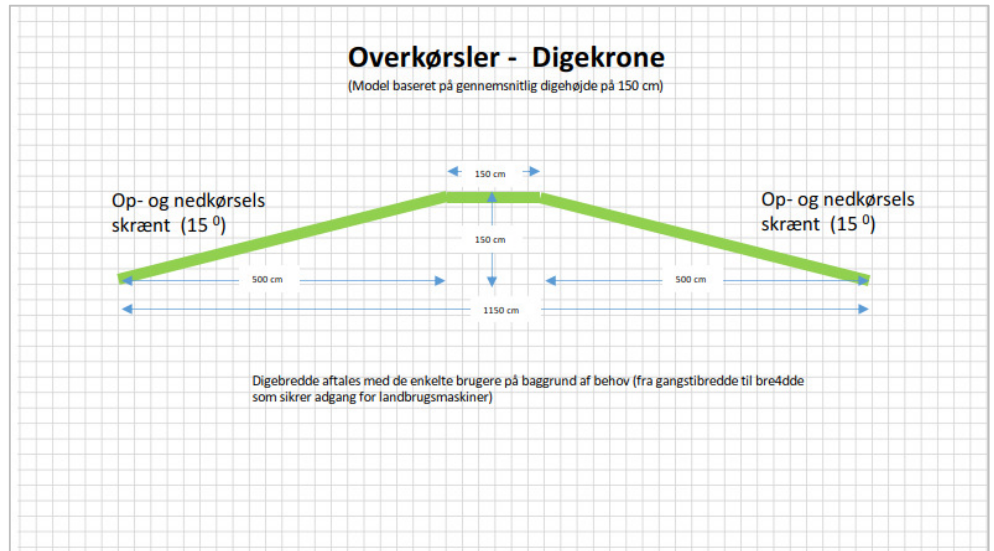 Overkørsler - Digekrone
(Model baseret på gennemsnitlig digehøjde på 150 cm)
150 cm
Op- og nedkørsels
skrænt (15 ⁰)
Op- og nedkørsels
skrænt (15 ⁰)
150 cm
500 cm
500 cm
1150 cm
Digebredde aftales med de enkelte brugere på baggrund af behov (fra gangstibredde til bre4dde
som sikrer adgang for landbrugsmaskiner)